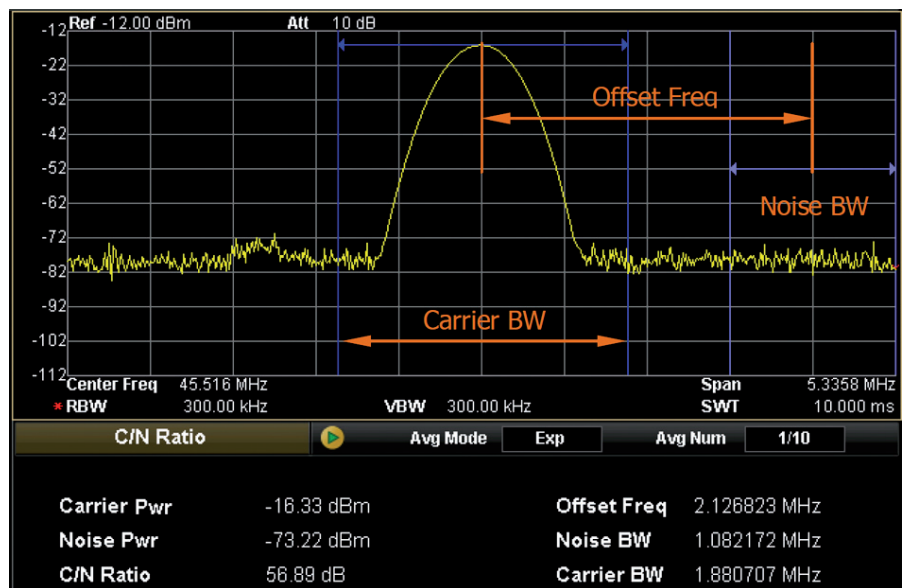 Ref -12.00 dBm Att 10 dB
-12
-22
-32
Offset Freq
-42
-52
-62
Noise BW
-72
-82
-92
Carrier BW
-102
-112
Center Freq 45.516 MHz Span 5.3358 MHz
* RBW 300.00 kHz VBW 300.00 kHz SWT 10.000 ms
C/N Ratio Avg Mode Exp Avg Num 1/10
Carrier Pwr -16.33 dBm Offset Freq 2.126823 MHz
Noise Pwr -73.22 dBm Noise BW 1.082172 MHz
C/N Ratio 56.89 dB Carrier BW 1.880707 MHz